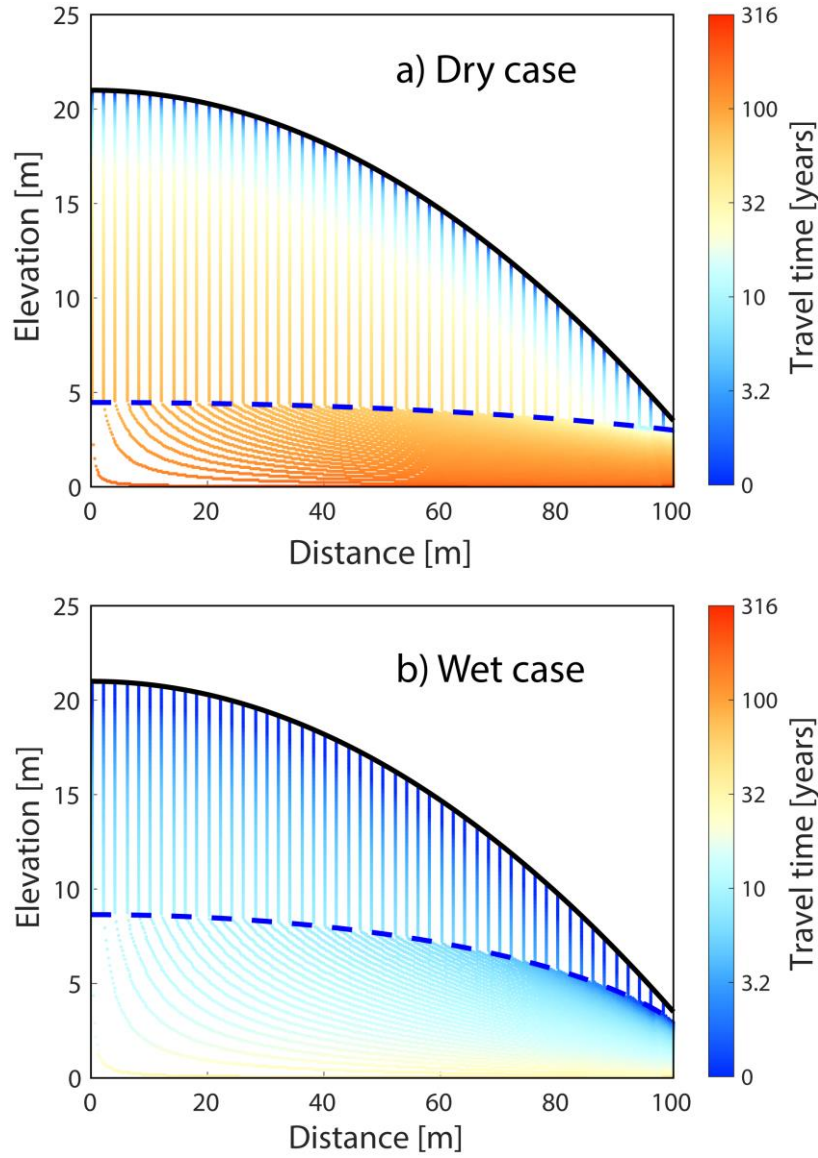 a) Dry case
25
20
15
10
5
0
Elevation [m]
0 20 40 60 80 100
Distance [m]
316
100
32
10
3.2
0
Travel time [years]
b) Wet case
25
20
15
10
5
0
Elevation [m]
0 20 40 60 80 100
Distance [m]
316
100
32
10
3.2
0
Travel time [years]